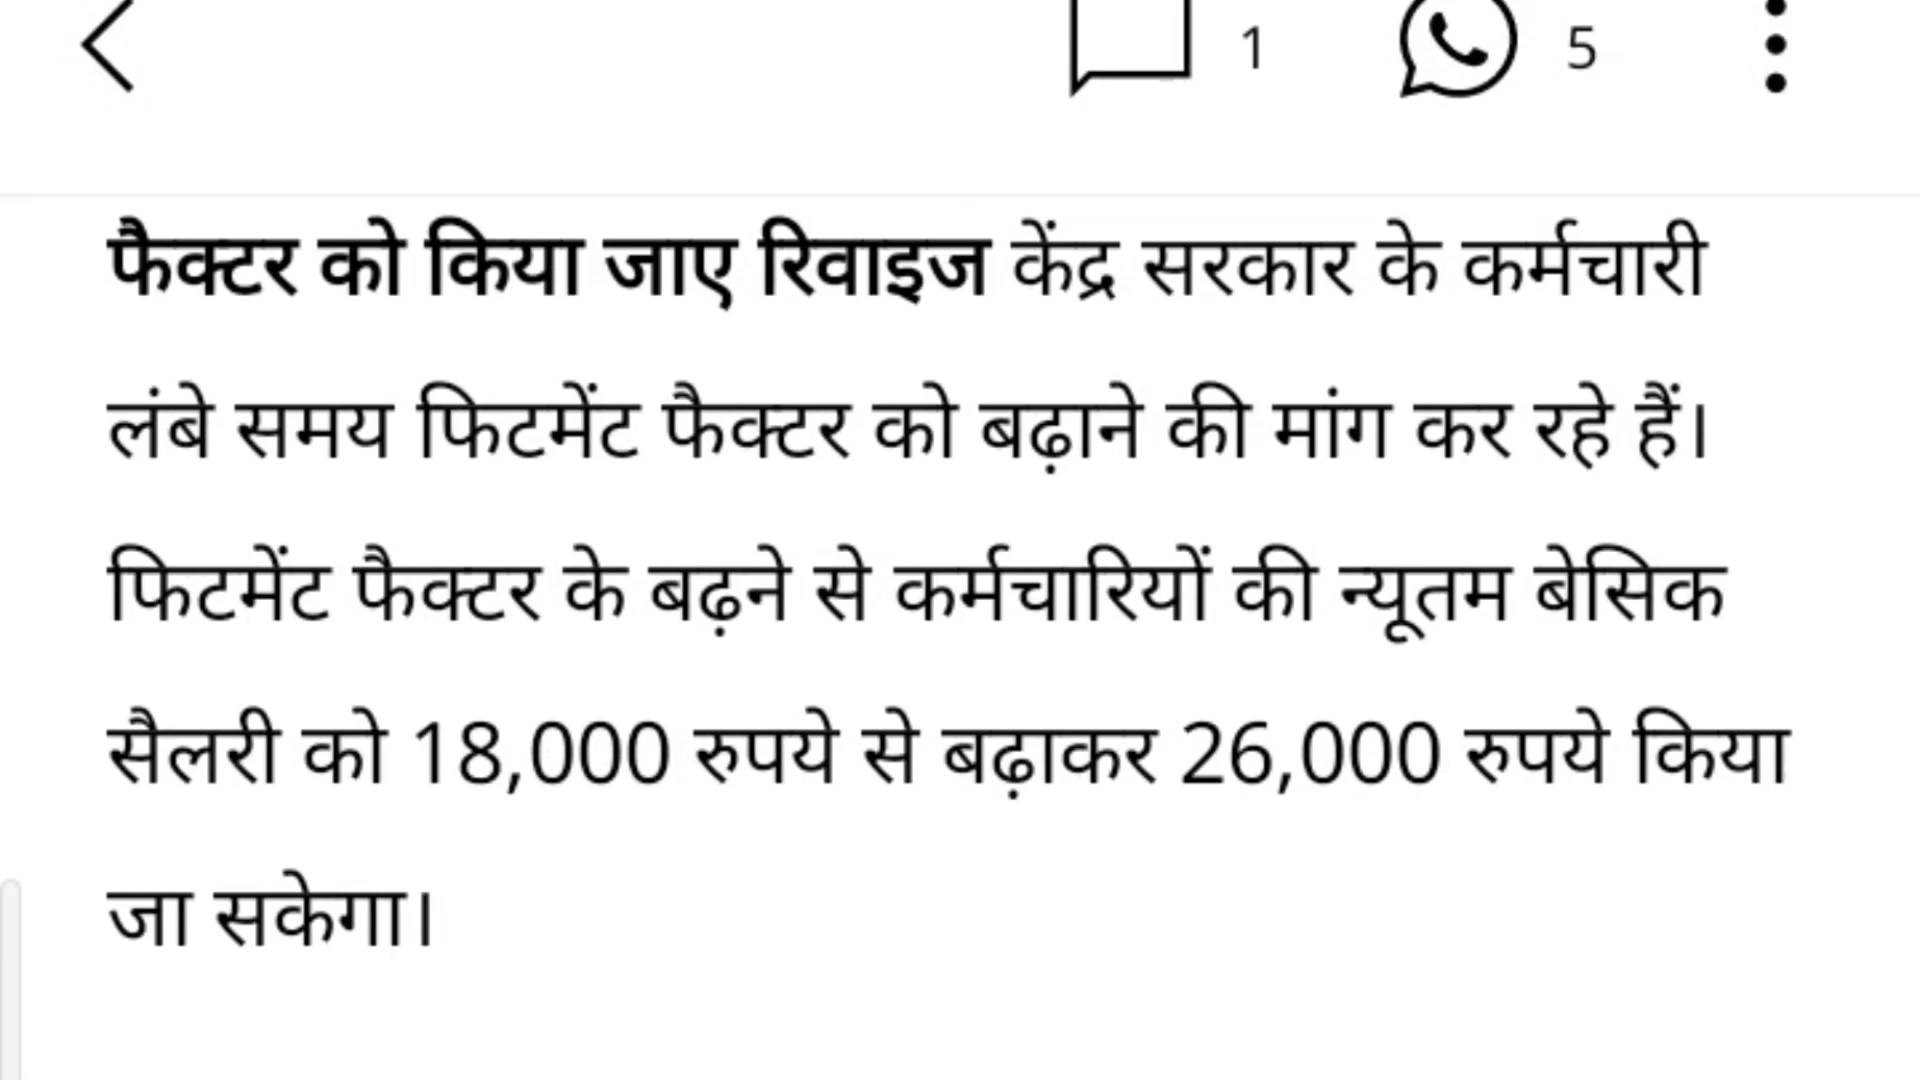 1 5
फैक्टर को किया जाए रिवाइज केंद्र सरकार के कर्मचारी
लंबे समय फिटमेंट फैक्टर को बढ़ाने की मांग कर रहे हैं।
फिटमेंट फैक्टर के बढ़ने से कर्मचारियों की न्यूतम बेसिक
सैलरी को 18,000 रुपये से बढ़ाकर 26,000 रुपये किया
जा सकेगा।